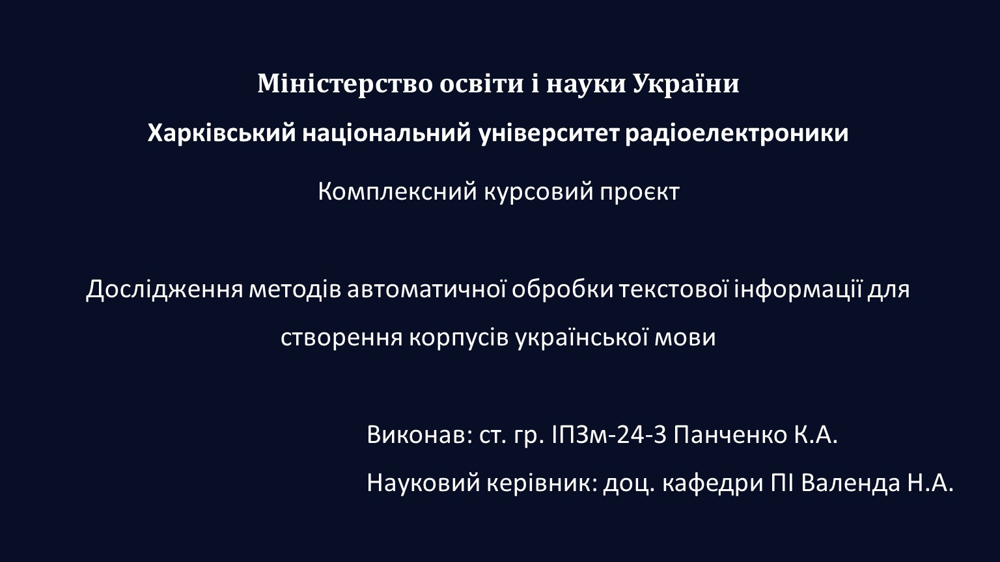 Міністерство освіти і науки України
Харківський національний університет радіоелектроники
Комплексний курсовий проєкт
Дослідження методів автоматичної обробки текстової інформації для
створення корпусів української мови
Виконав: ст. гр. ІПЗм-24-3 Панченко К.А.
Науковий керівник: доц. кафедри ПІ Валенда Н.А.